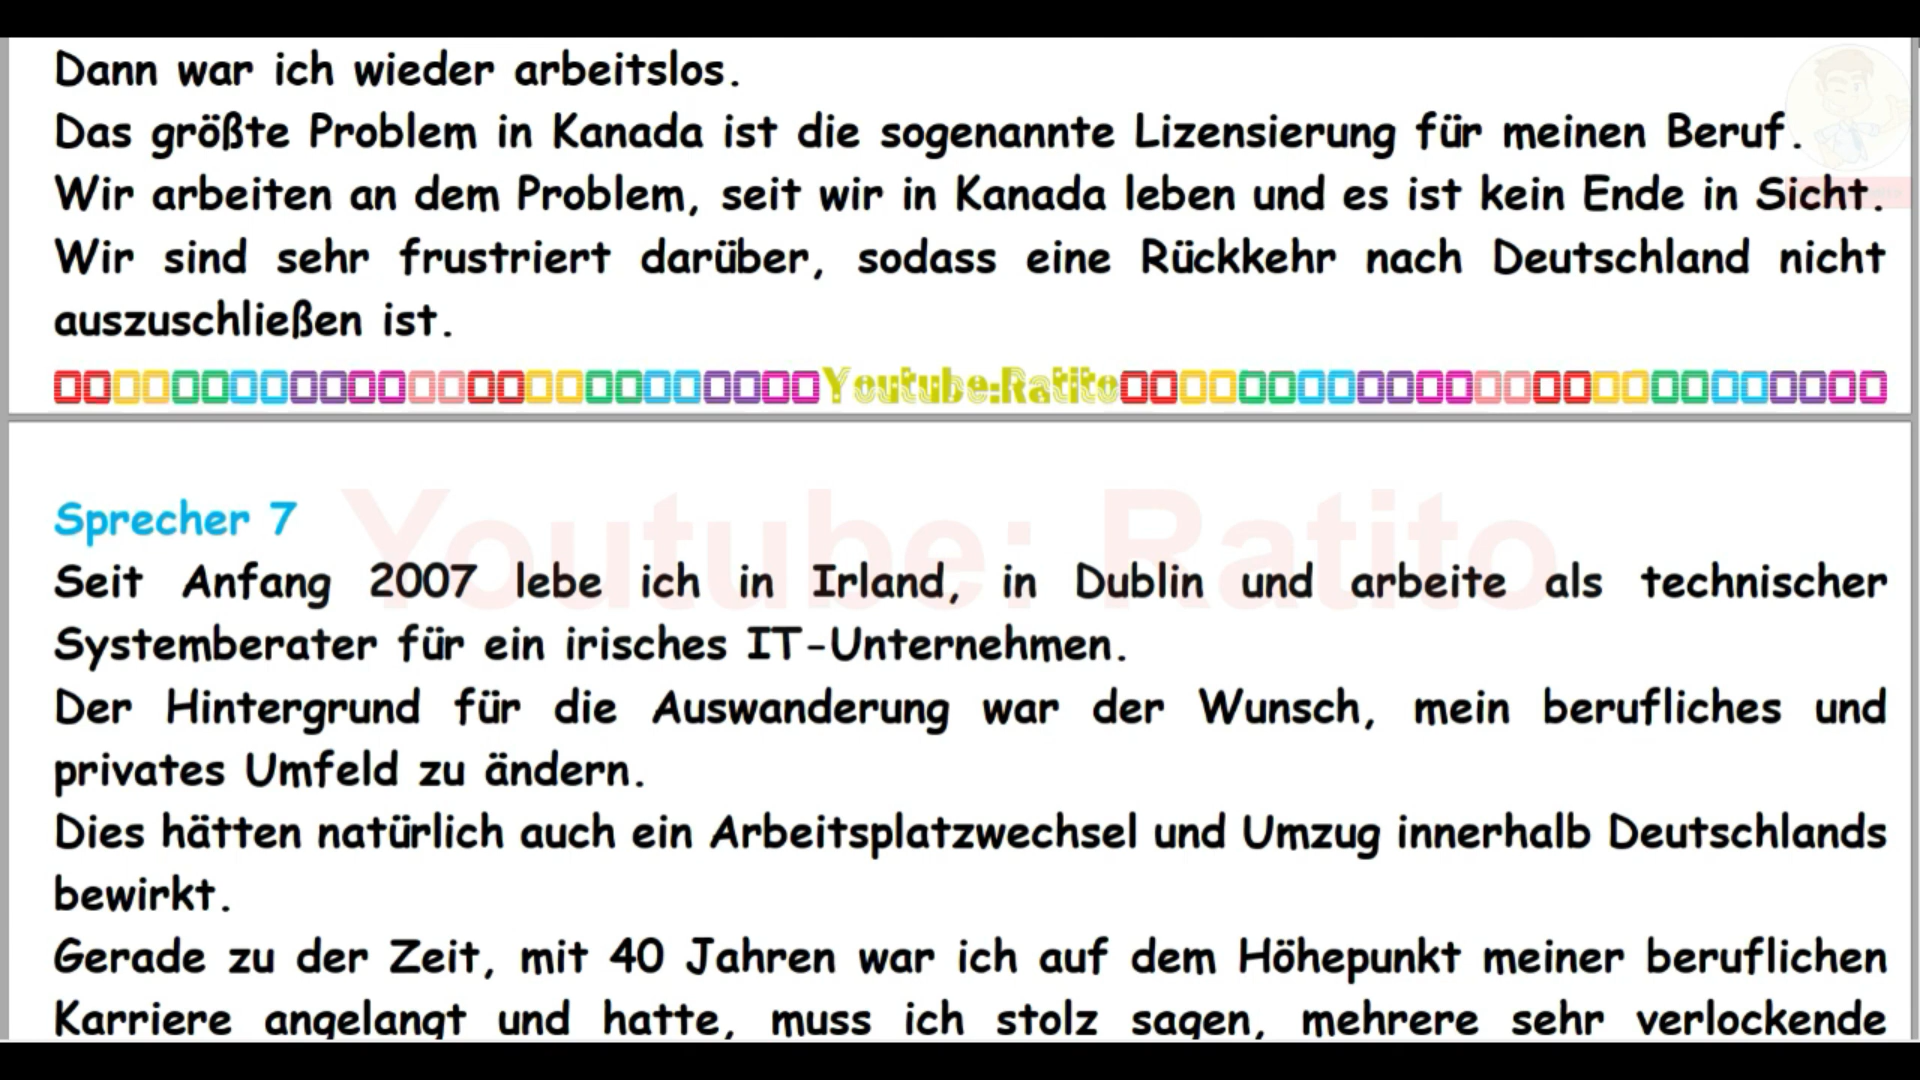 Dann war ich wieder arbeitslos.
Das größte Problem in Kanada ist die sogenannte Lizensierung für meinen Beruf.
Wir arbeiten an dem Problem, seit wir in Kanada leben und es ist kein Ende in Sicht.
Wir sind sehr frustriert darüber, sodass eine Rückkehr nach Deutschland nicht
auszuschließen ist.
Youtube:Ratito
Youtube: Ratito
Sprecher 7
Seit Anfang 2007 lebe ich in Irland, in Dublin und arbeite als technischer
Systemberater für ein irisches IT-Unternehmen.
Der Hintergrund für die Auswanderung war der Wunsch, mein berufliches und
privates Umfeld zu ändern.
Dies hätten natürlich auch ein Arbeitsplatzwechsel und Umzug innerhalb Deutschlands
bewirkt.
Gerade zu der Zeit, mit 40 Jahren war ich auf dem Höhepunkt meiner beruflichen
Karriere angelangt und hatte, muss ich stolz sagen, mehrere sehr verlockende